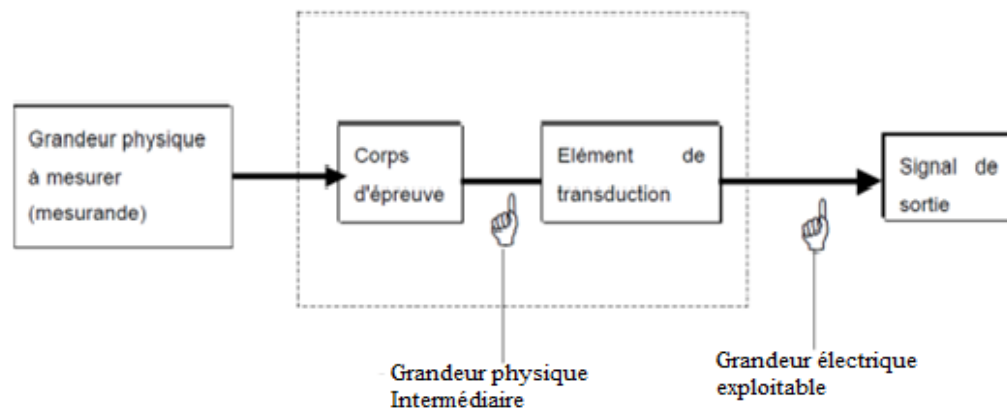 Grandeur physique
à mesurer
(mesurande)
Corps
d'épreuve
Elément de
transduction
Signal de
sortie
Grandeur physique
Intermédiaire
Grandeur électrique
exploitable